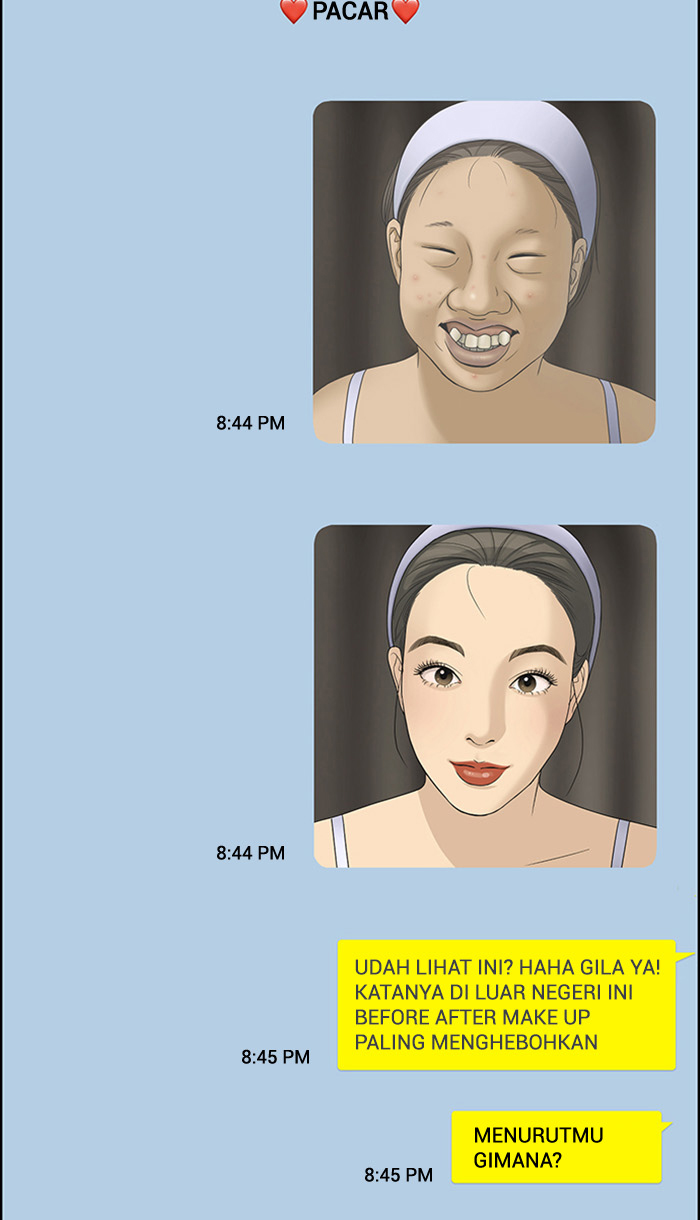 ❤️PACAR❤️
8:44 PM
8:44 PM
UDAH LIHAT INI? HAHA GILA YA!
KATANYA DI LUAR NEGERI INI
BEFORE AFTER MAKE UP
PALING MENGHEBOHKAN
8:45 PM
MENURUTMU
GIMANA?
8:45 PM